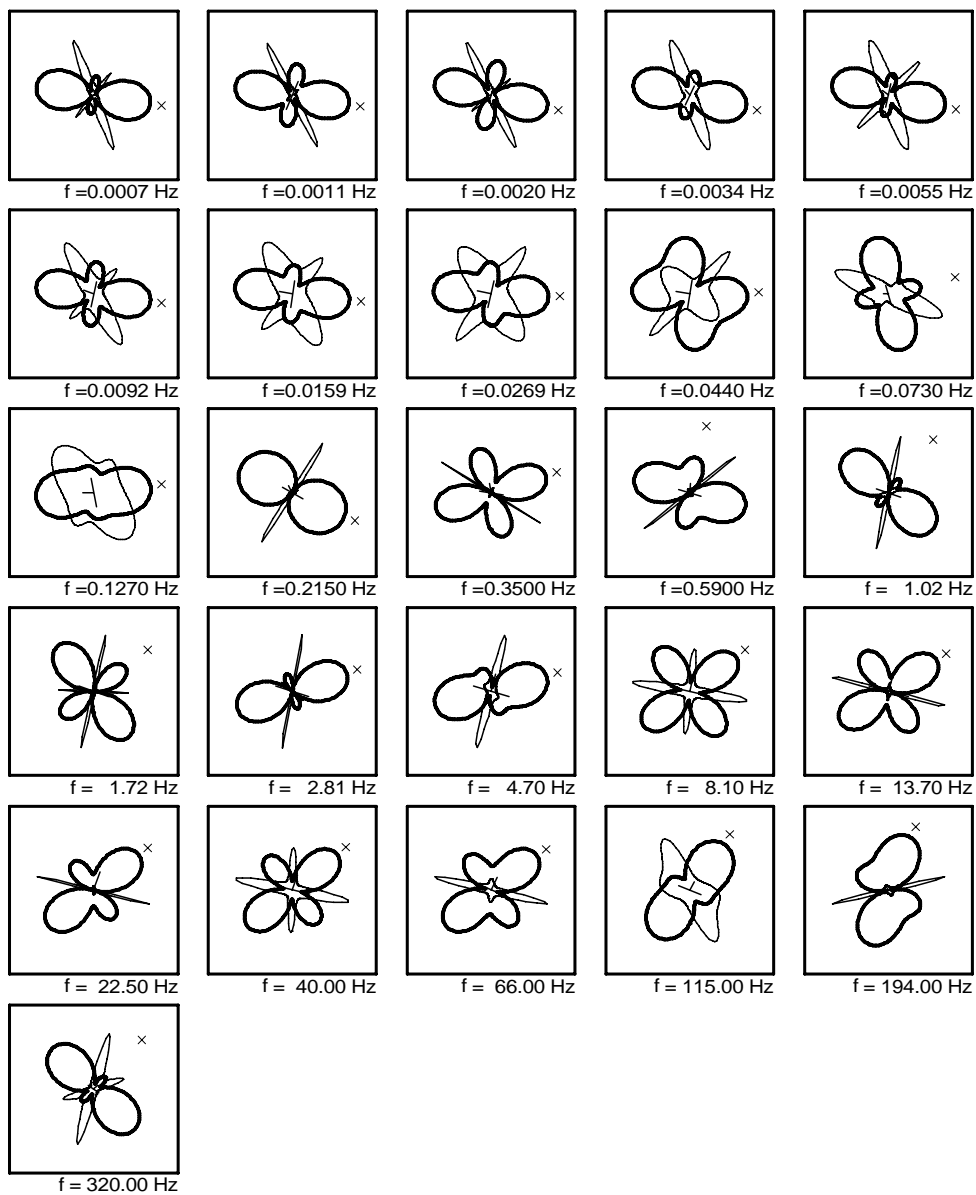 f =0.0007 Hz f =0.0011 Hz f =0.0020 Hz f =0.0034 Hz f =0.0055 Hz
f =0.0092 Hz f =0.0159 Hz f =0.0269 Hz f =0.0440 Hz f =0.0730 Hz
f =0.1270 Hz f =0.2150 Hz f =0.3500 Hz f =0.5900 Hz f = 1.02 Hz
f = 1.72 Hz f = 2.81 Hz f = 4.70 Hz f = 8.10 Hz f = 13.70 Hz
f = 22.50 Hz f = 40.00 Hz f = 66.00 Hz f = 115.00 Hz f = 194.00 Hz
f = 320.00 Hz